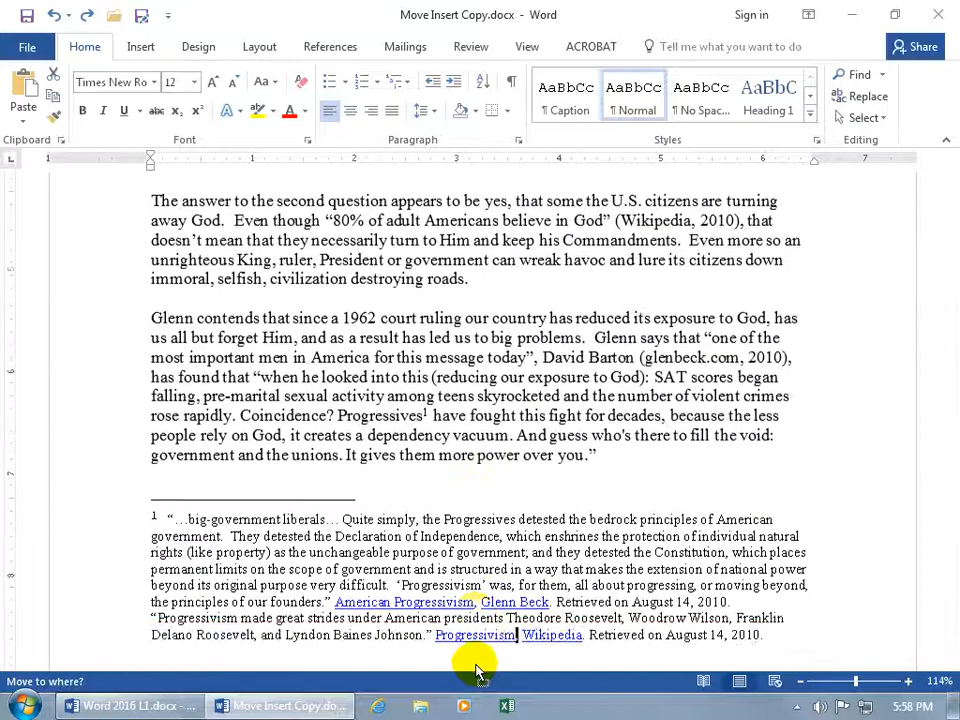 Move Insert Copy.docx - Word
Sign in
File Home Insert Design Layout References Mailings Review View ACROBAT Tell me what you want to do Share
Times New Ro 12 Aa
AaBbCc AaBbCc AaBbCc AaBbC
¶ Caption ¶ Normal ¶ No Spac... Heading 1
Find
Replace
Select
Paste
B I U abc x₂ x² A A
Clipboard Font Paragraph Styles Editing
1 1 2 3 4 5 6 7
The answer to the second question appears to be yes, that some the U.S. citizens are turning
away God. Even though “80% of adult Americans believe in God” (Wikipedia, 2010), that
doesn’t mean that they necessarily turn to Him and keep his Commandments. Even more so an
unrighteous King, ruler, President or government can wreak havoc and lure its citizens down
immoral, selfish, civilization destroying roads.
Glenn contends that since a 1962 court ruling our country has reduced its exposure to God, has
us all but forget Him, and as a result has led us to big problems. Glenn says that “one of the
most important men in America for this message today”, David Barton (glenbeck.com, 2010),
has found that “when he looked into this (reducing our exposure to God): SAT scores began
falling, pre-marital sexual activity among teens skyrocketed and the number of violent crimes
rose rapidly. Coincidence? Progressives¹ have fought this fight for decades, because the less
people rely on God, it creates a dependency vacuum. And guess who's there to fill the void:
government and the unions. It gives them more power over you.”
1 “…big-government liberals… Quite simply, the Progressives detested the bedrock principles of American
government. They detested the Declaration of Independence, which enshrines the protection of individual natural
rights (like property) as the unchangeable purpose of government; and they detested the Constitution, which places
permanent limits on the scope of government and is structured in a way that makes the extension of national power
beyond its original purpose very difficult. ‘Progressivism’ was, for them, all about progressing, or moving beyond,
the principles of our founders.” American Progressivism, Glenn Beck. Retrieved on August 14, 2010.
“Progressivism made great strides under American presidents Theodore Roosevelt, Woodrow Wilson, Franklin
Delano Roosevelt, and Lyndon Baines Johnson.” Progressivism, Wikipedia. Retrieved on August 14, 2010.
5
6
7
8
Move to where?
114%
Word 2016 L1.docx - ...
Move Insert Copy.do...
5:58 PM